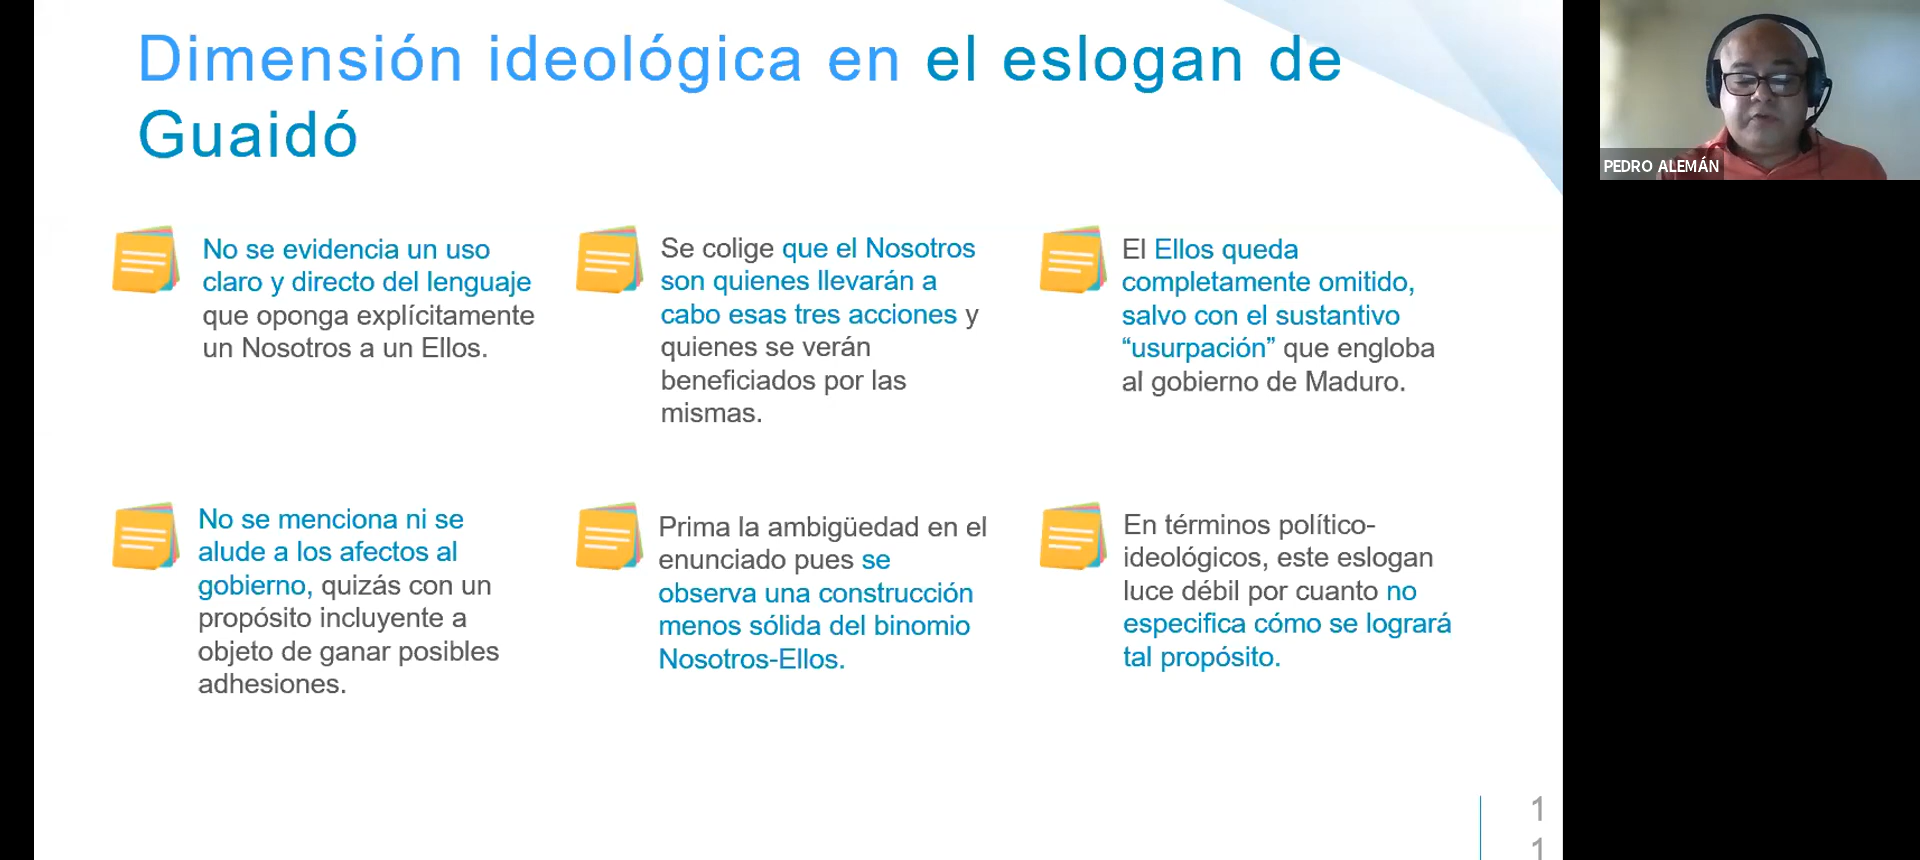 Dimensión ideológica en el eslogan de
Guaidó
No se evidencia un uso
claro y directo del lenguaje
que oponga explícitamente
un Nosotros a un Ellos.
Se colige que el Nosotros
son quienes llevarán a
cabo esas tres acciones y
quienes se verán
beneficiados por las
mismas.
El Ellos queda
completamente omitido,
salvo con el sustantivo
“usurpación” que engloba
al gobierno de Maduro.
No se menciona ni se
alude a los afectos al
gobierno, quizás con un
propósito incluyente a
objeto de ganar posibles
adhesiones.
Prima la ambigüedad en el
enunciado pues se
observa una construcción
menos sólida del binomio
Nosotros-Ellos.
En términos político-
ideológicos, este eslogan
luce débil por cuanto no
especifica cómo se logrará
tal propósito.
1
1
PEDRO ALEMÁN